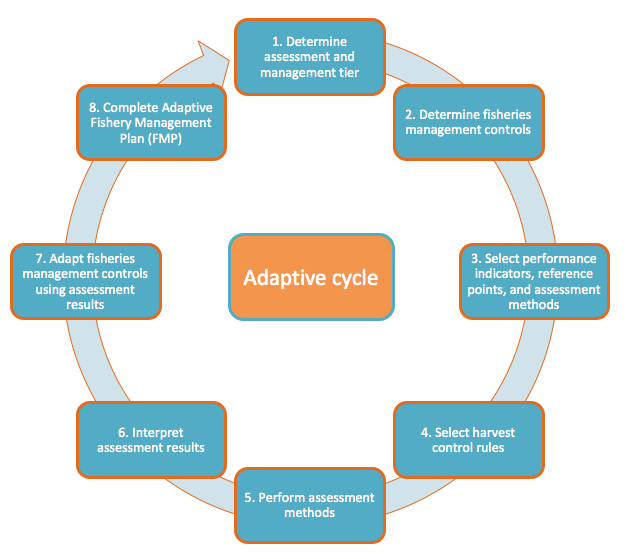 1. Determine
assessment and
management tier
2. Determine fisheries
management controls
3. Select performance
indicators, reference
points, and assessment
methods
4. Select harvest
control rules
5. Perform assessment
methods
6. Interpret
assessment results
7. Adapt fisheries
management controls
using assessment
results
8. Complete Adaptive
Fishery Management
Plan (FMP)
Adaptive cycle